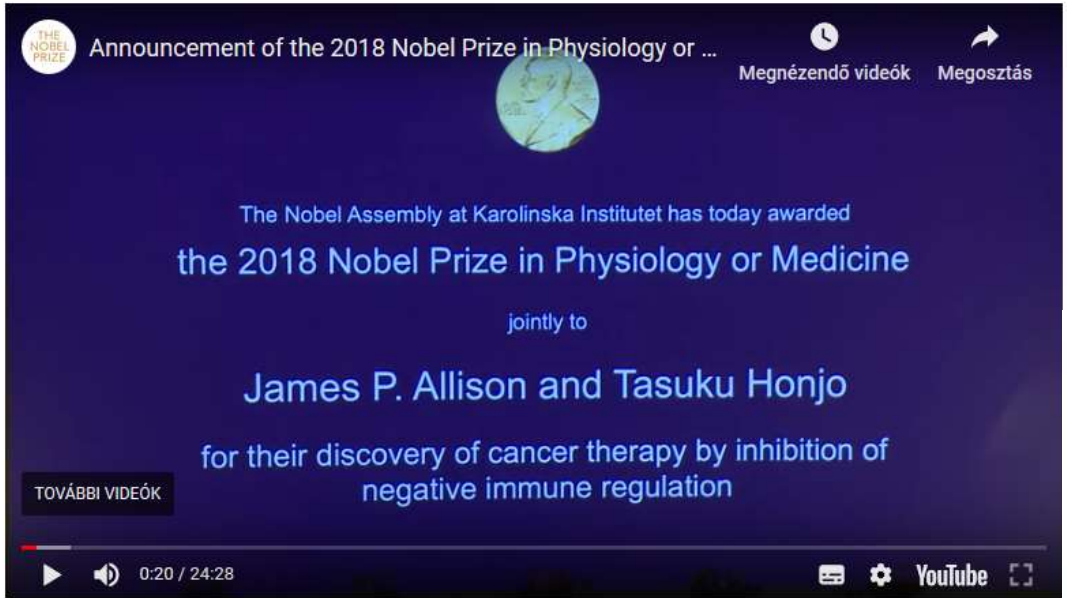 THE
NOBEL
PRIZE
Announcement of the 2018 Nobel Prize in Physiology or ...
Megnézendő videók
Megosztás
The Nobel Assembly at Karolinska Institutet has today awarded
the 2018 Nobel Prize in Physiology or Medicine
jointly to
James P. Allison and Tasuku Honjo
for their discovery of cancer therapy by inhibition of
negative immune regulation
TOVÁBBI VIDEÓK
0:20 / 24:28
YouTube